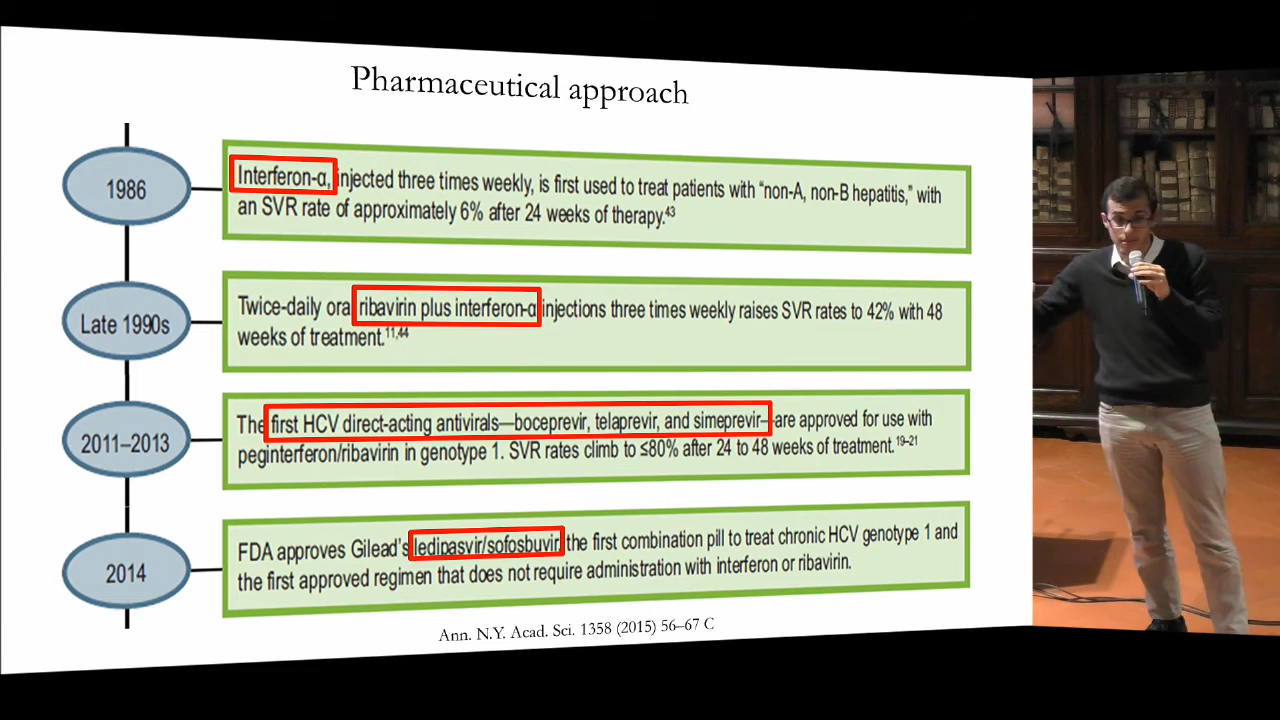 Pharmaceutical approach
1986
Interferon-α, injected three times weekly, is first used to treat patients with “non-A, non-B hepatitis,” with
an SVR rate of approximately 6% after 24 weeks of therapy.43
Late 1990s
Twice-daily ora ribavirin plus interferon-α injections three times weekly raises SVR rates to 42% with 48
weeks of treatment.11,44
2011–2013
The first HCV direct-acting antivirals—boceprevir, telaprevir, and simeprevir—are approved for use with
peginterferon/ribavirin in genotype 1. SVR rates climb to ≤80% after 24 to 48 weeks of treatment.19–21
2014
FDA approves Gilead’s ledipasvir/sofosbuvir, the first combination pill to treat chronic HCV genotype 1 and
the first approved regimen that does not require administration with interferon or ribavirin.
Ann. N.Y. Acad. Sci. 1358 (2015) 56–67 C